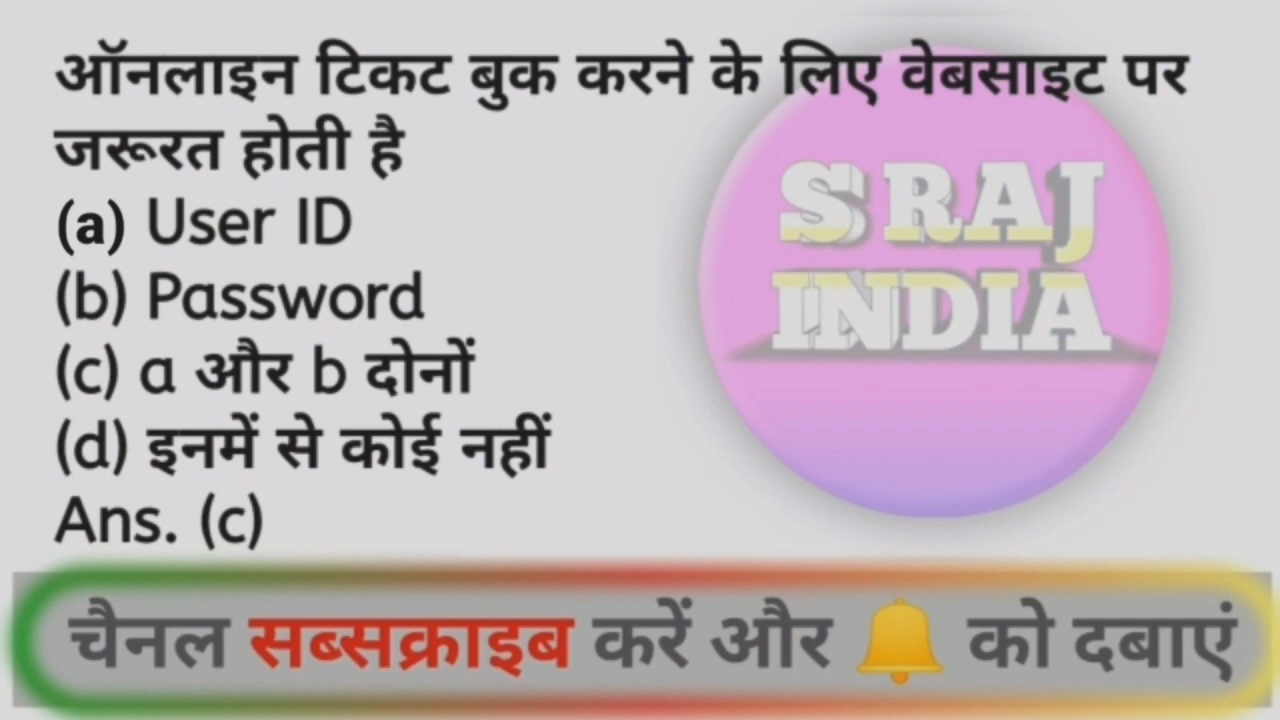 ऑनलाइन टिकट बुक करने के लिए वेबसाइट पर
जरूरत होती है
(a) User ID
(b) Password
(c) a और b दोनों
(d) इनमें से कोई नहीं
Ans. (c)
S RAJ
INDIA
चैनल सब्सक्राइब करें और 🔔 को दबाएं